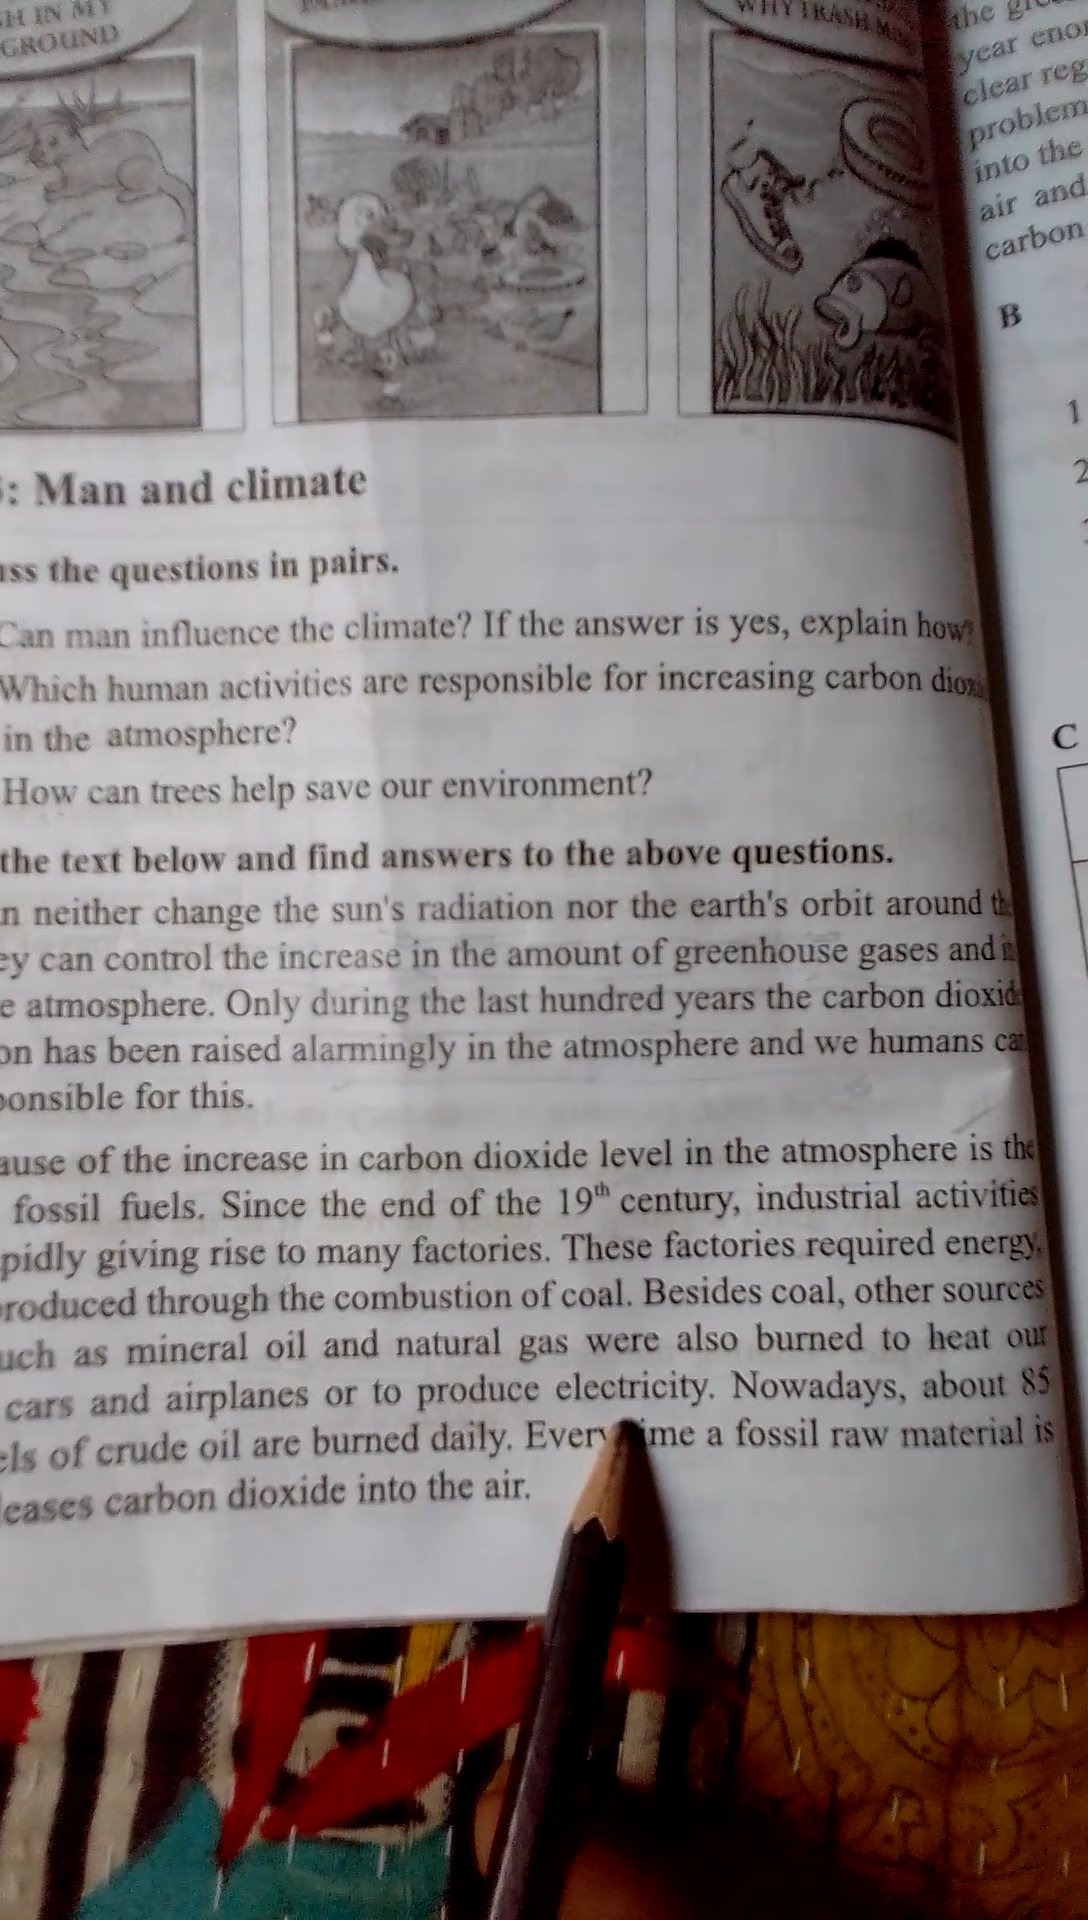 SH IN MY
GROUND
WHY TRASH
: Man and climate
uss the questions in pairs.
Can man influence the climate? If the answer is yes, explain how?
Which human activities are responsible for increasing carbon diox
in the atmosphere?
How can trees help save our environment?
the text below and find answers to the above questions.
n neither change the sun's radiation nor the earth's orbit around th
ey can control the increase in the amount of greenhouse gases and i
e atmosphere. Only during the last hundred years the carbon dioxid
on has been raised alarmingly in the atmosphere and we humans ca
ponsible for this.
ause of the increase in carbon dioxide level in the atmosphere is the
fossil fuels. Since the end of the 19th century, industrial activities
pidly giving rise to many factories. These factories required energy,
produced through the combustion of coal. Besides coal, other sources
uch as mineral oil and natural gas were also burned to heat our
cars and airplanes or to produce electricity. Nowadays, about 85
els of crude oil are burned daily. Every time a fossil raw material is
leases carbon dioxide into the air.
the
year eno
clear reg
problem
into the
air and
carbon
B
1
2
C